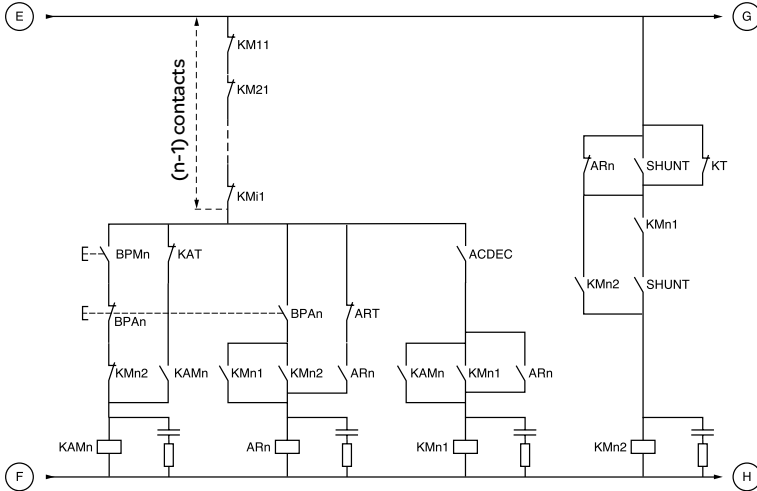 E
G
KM11
KM21
(n-1) contacts
KMi1
ARn
SHUNT
KT
KMn1
BPMn
KAT
ACDEC
KMn2
SHUNT
BPAn
BPAn
ART
KMn2
KAMn
KMn1
KMn2
ARn
KAMn
KMn1
ARn
KAMn
ARn
KMn1
KMn2
F
H